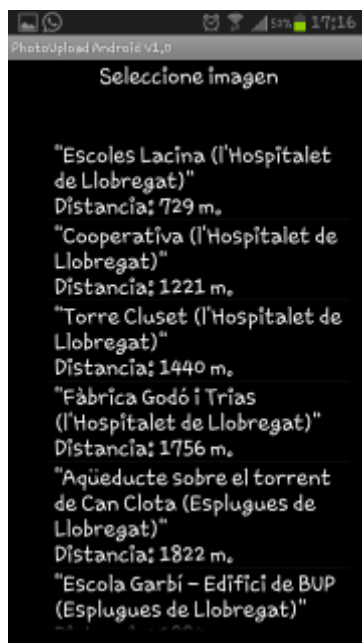 53% 17:16
PhotoUpload Android V1.0
Seleccione imagen
"Escoles Lacina (l'Hospitalet
de Llobregat)"
Distancia: 729 m.
"Cooperativa (l'Hospitalet de
Llobregat)"
Distancia: 1221 m.
"Torre Cluset (l'Hospitalet de
Llobregat)"
Distancia: 1440 m.
"Fàbrica Godó i Trias
(l'Hospitalet de Llobregat)"
Distancia: 1756 m.
"Aqüeducte sobre el torrent
de Can Clota (Esplugues de
Llobregat)"
Distancia: 1822 m.
"Escola Garbí - Edifici de BUP
(Esplugues de Llobregat)"